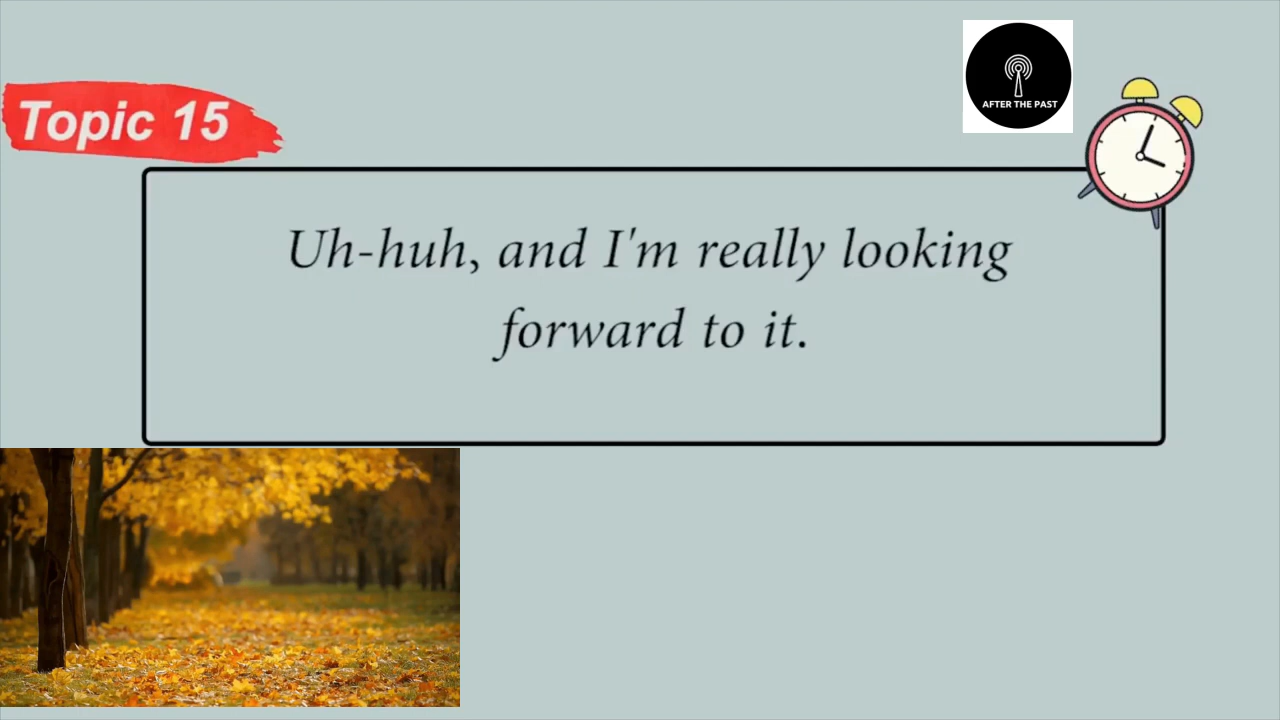 AFTER THE PAST
Topic 15
Uh-huh, and I'm really looking
forward to it.